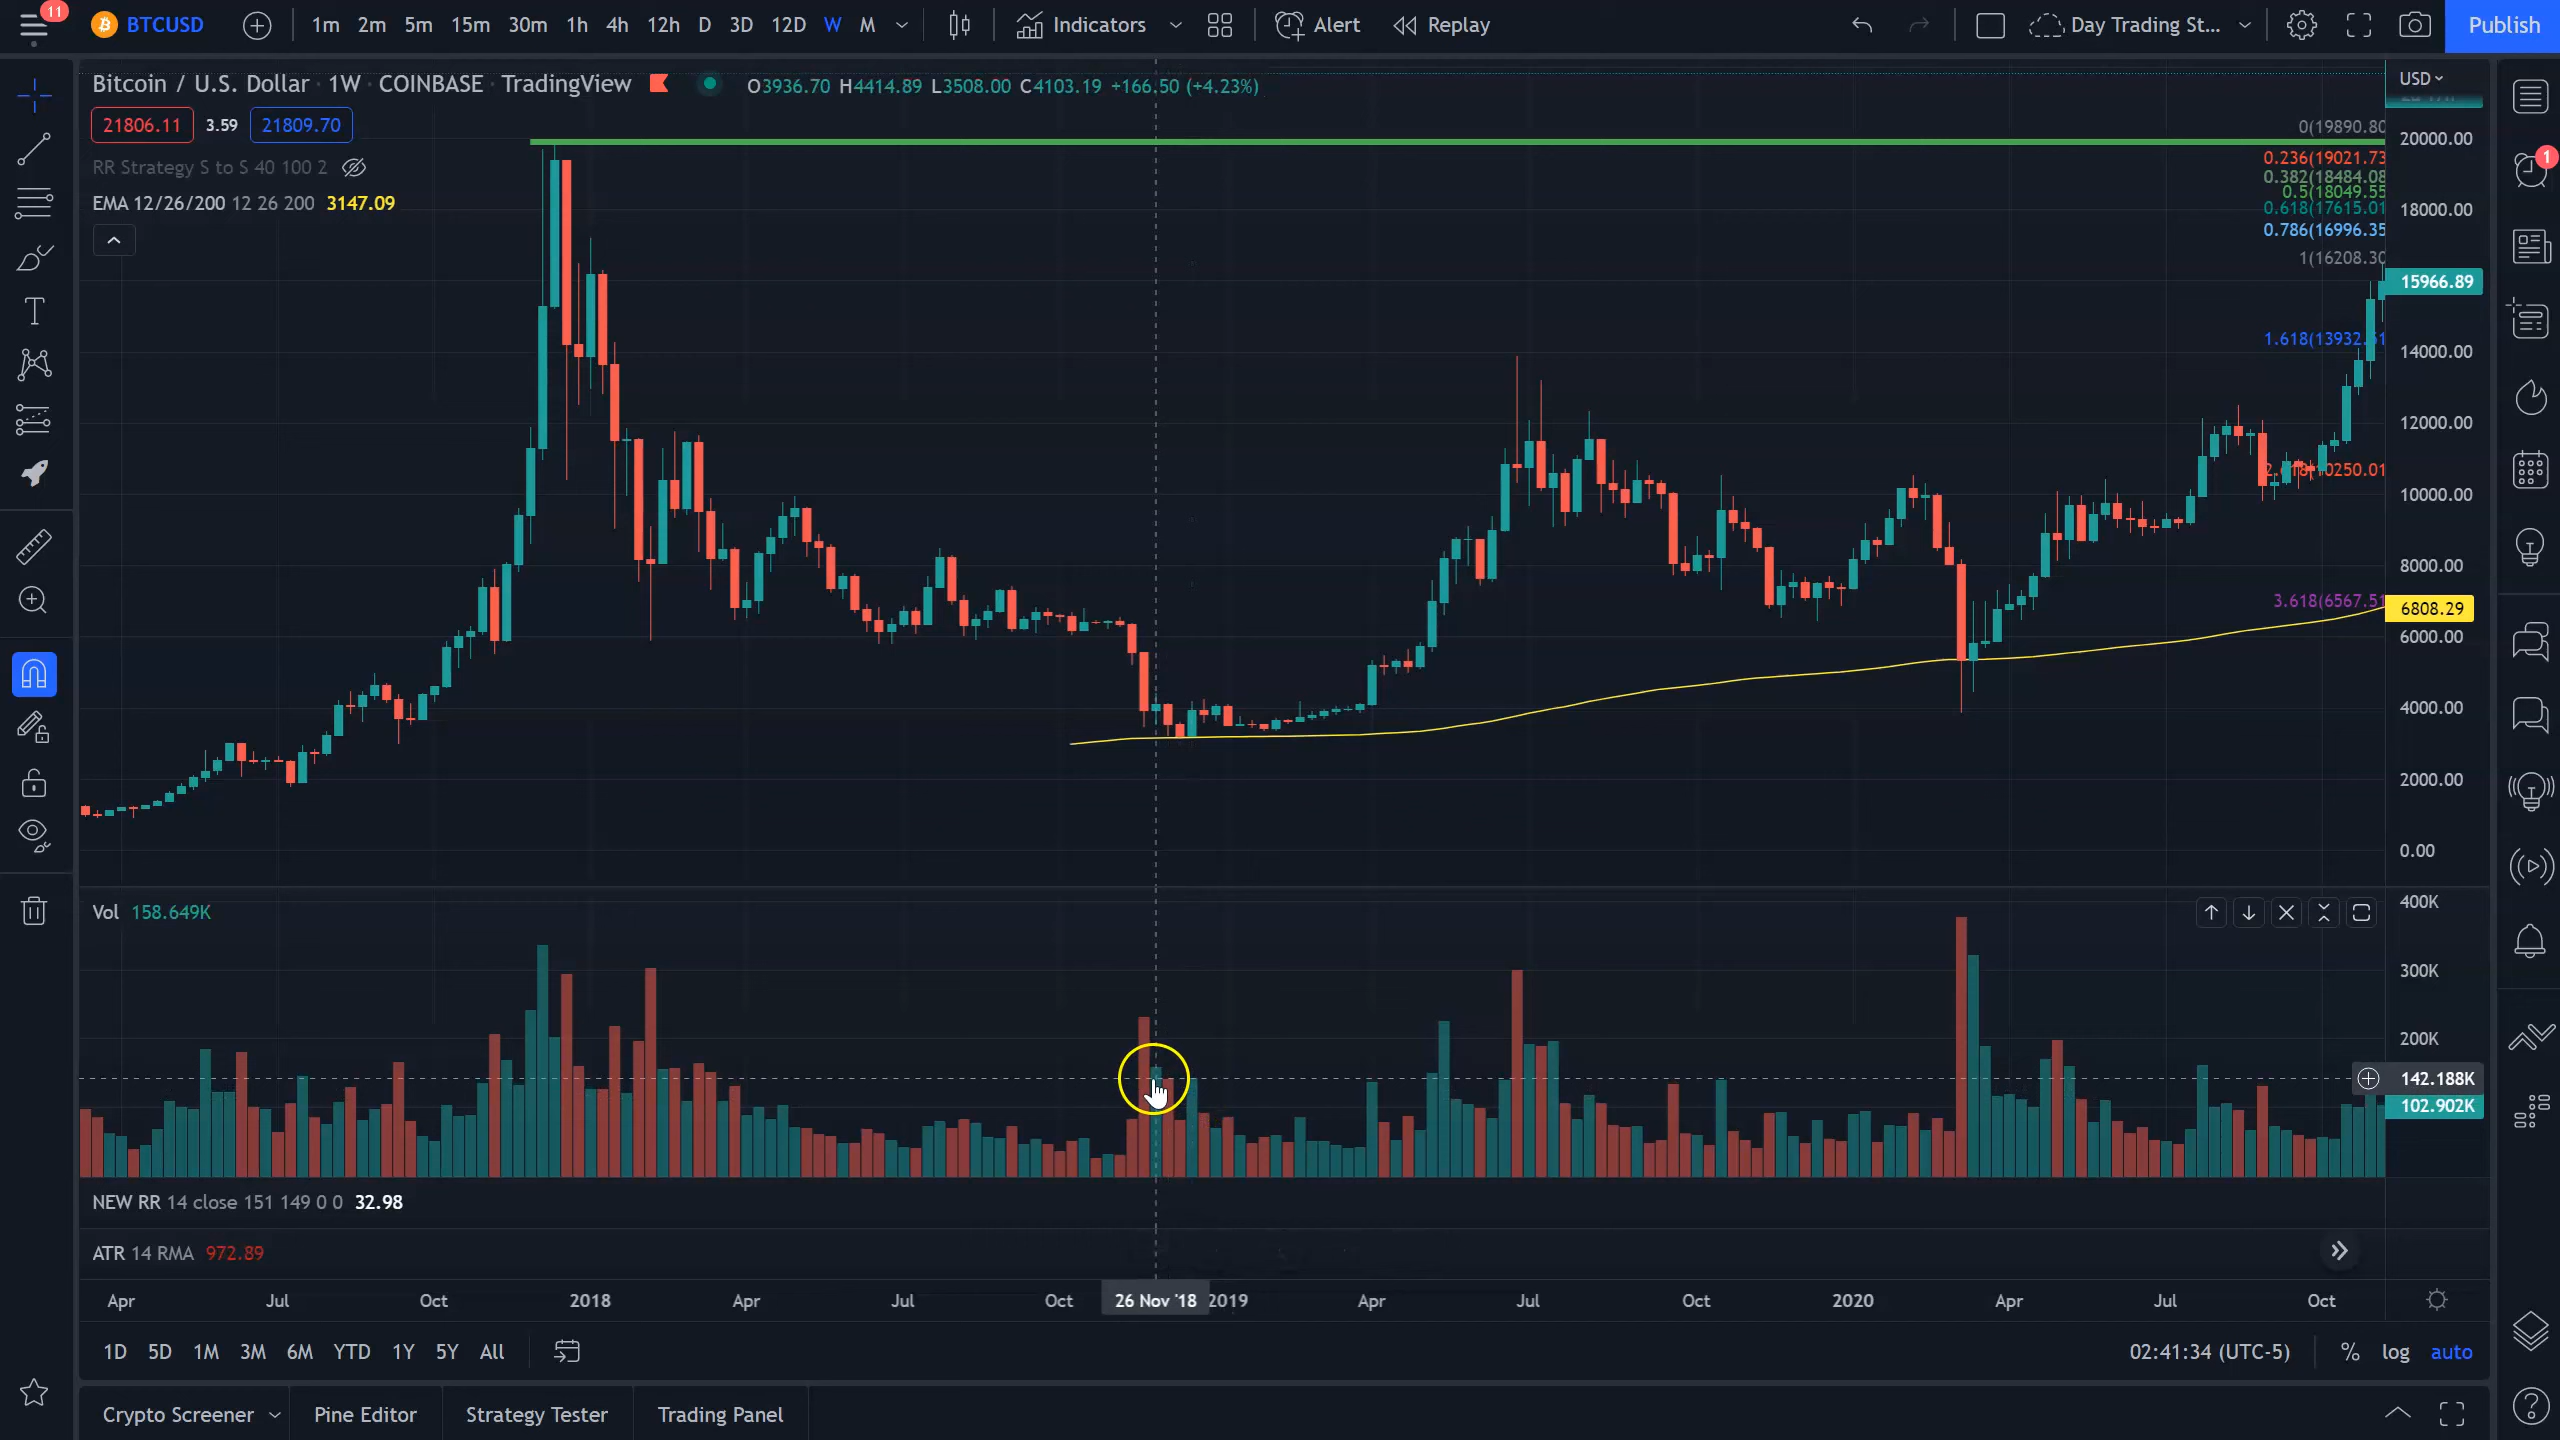 11 BTCUSD 1m 2m 5m 15m 30m 1h 4h 12h D 3D 12D W M Indicators Alert Replay Day Trading St... Publish
Bitcoin / U.S. Dollar · 1W · COINBASE · TradingView O3936.70 H4414.89 L3508.00 C4103.19 +166.50 (+4.23%)
USD
21806.11 3.59 21809.70
RR Strategy S to S 40 100 2
EMA 12/26/200 12 26 200 3147.09
0(19890.80
0.236(19021.73
0.382(18484.08
0.5(18049.55
0.618(17615.01
0.786(16996.35
1(16208.30
1.618(13932.51
2.618(10250.01
3.618(6567.51
20000.00
18000.00
15966.89
14000.00
12000.00
10000.00
8000.00
6808.29
6000.00
4000.00
2000.00
0.00
1
Vol 158.649K
400K
300K
200K
142.188K
102.902K
NEW RR 14 close 151 149 0 0 32.98
ATR 14 RMA 972.89
Apr Jul Oct 2018 Apr Jul Oct 26 Nov '18 2019 Apr Jul Oct 2020 Apr Jul Oct
1D 5D 1M 3M 6M YTD 1Y 5Y All 02:41:34 (UTC-5) % log auto
Crypto Screener Pine Editor Strategy Tester Trading Panel